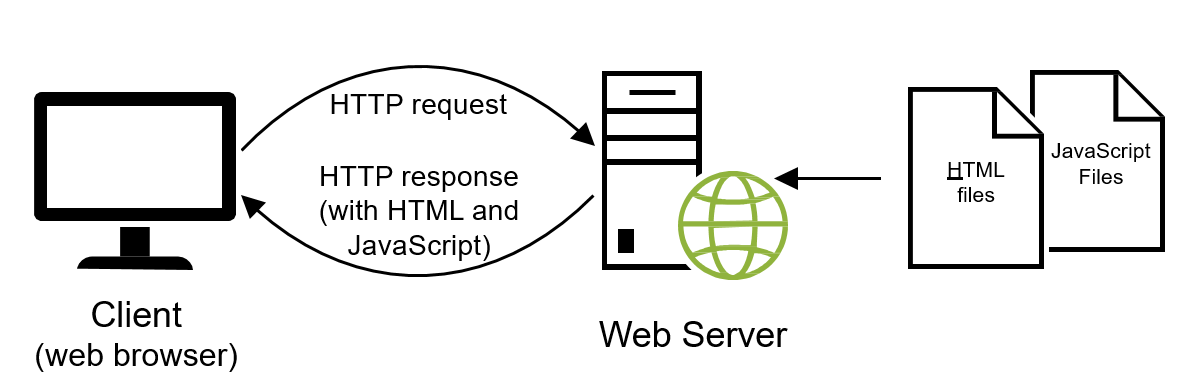 HTTP request
HTTP response
(with HTML and
JavaScript)
Client
(web browser)
Web Server
HTML
files
JavaScript
Files